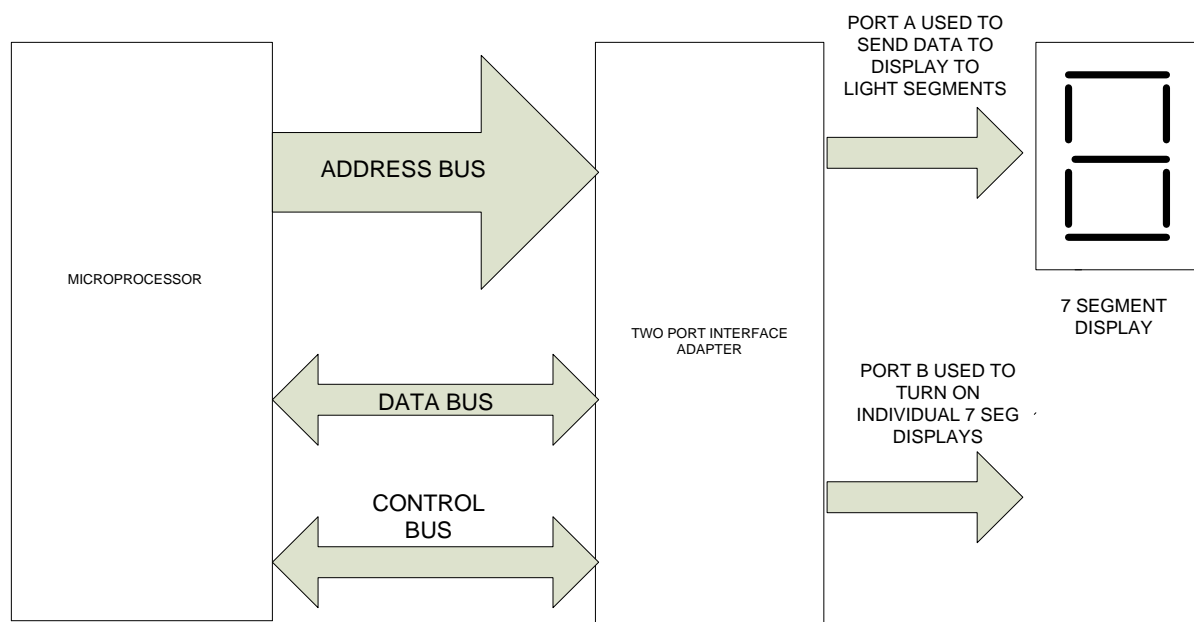 MICROPROCESSOR
ADDRESS BUS
DATA BUS
CONTROL
BUS
TWO PORT INTERFACE
ADAPTER
PORT A USED TO
SEND DATA TO
DISPLAY TO
LIGHT SEGMENTS
7 SEGMENT
DISPLAY
PORT B USED TO
TURN ON
INDIVIDUAL 7 SEG
DISPLAYS